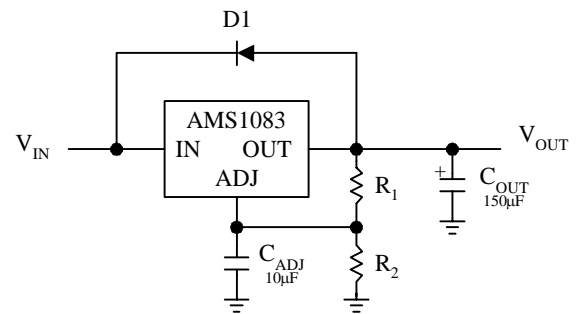 D1
AMS1083
V_IN
IN OUT
ADJ
V_OUT
R_1
+
C_OUT
150µF
C_ADJ
10µF
R_2